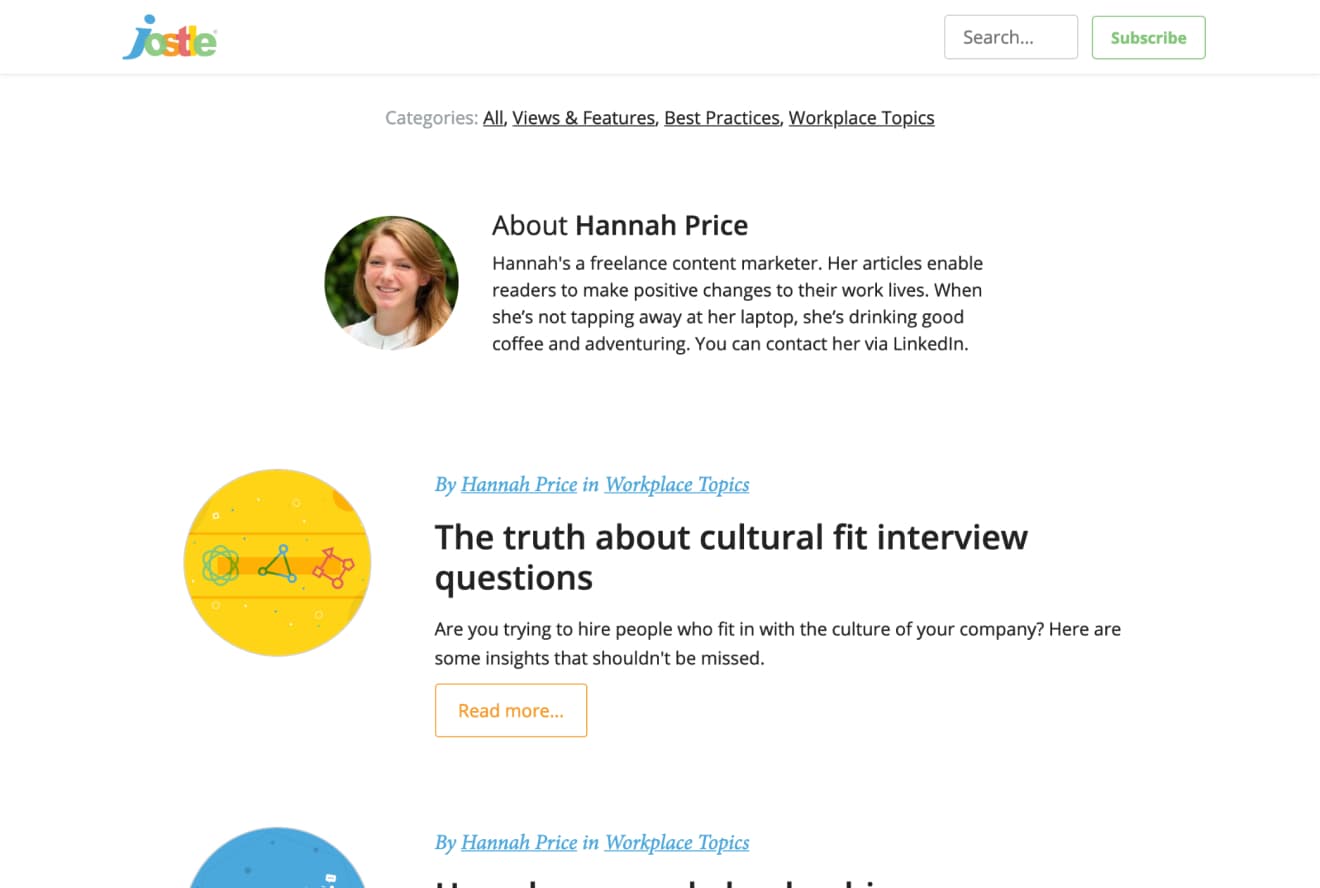 jostle
Search...
Subscribe
Categories: All, Views & Features, Best Practices, Workplace Topics
About Hannah Price
Hannah's a freelance content marketer. Her articles enable
readers to make positive changes to their work lives. When
she’s not tapping away at her laptop, she’s drinking good
coffee and adventuring. You can contact her via LinkedIn.
By Hannah Price in Workplace Topics
The truth about cultural fit interview
questions
Are you trying to hire people who fit in with the culture of your company? Here are
some insights that shouldn't be missed.
Read more...
By Hannah Price in Workplace Topics